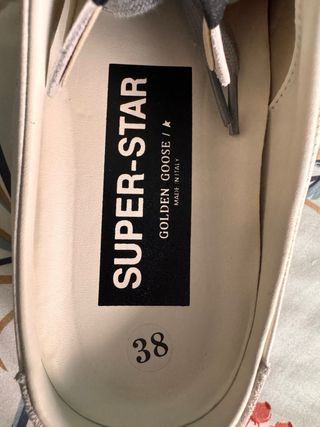 SUPER-STAR
GOLDEN GOOSE / ★
MADE IN ITALY
38